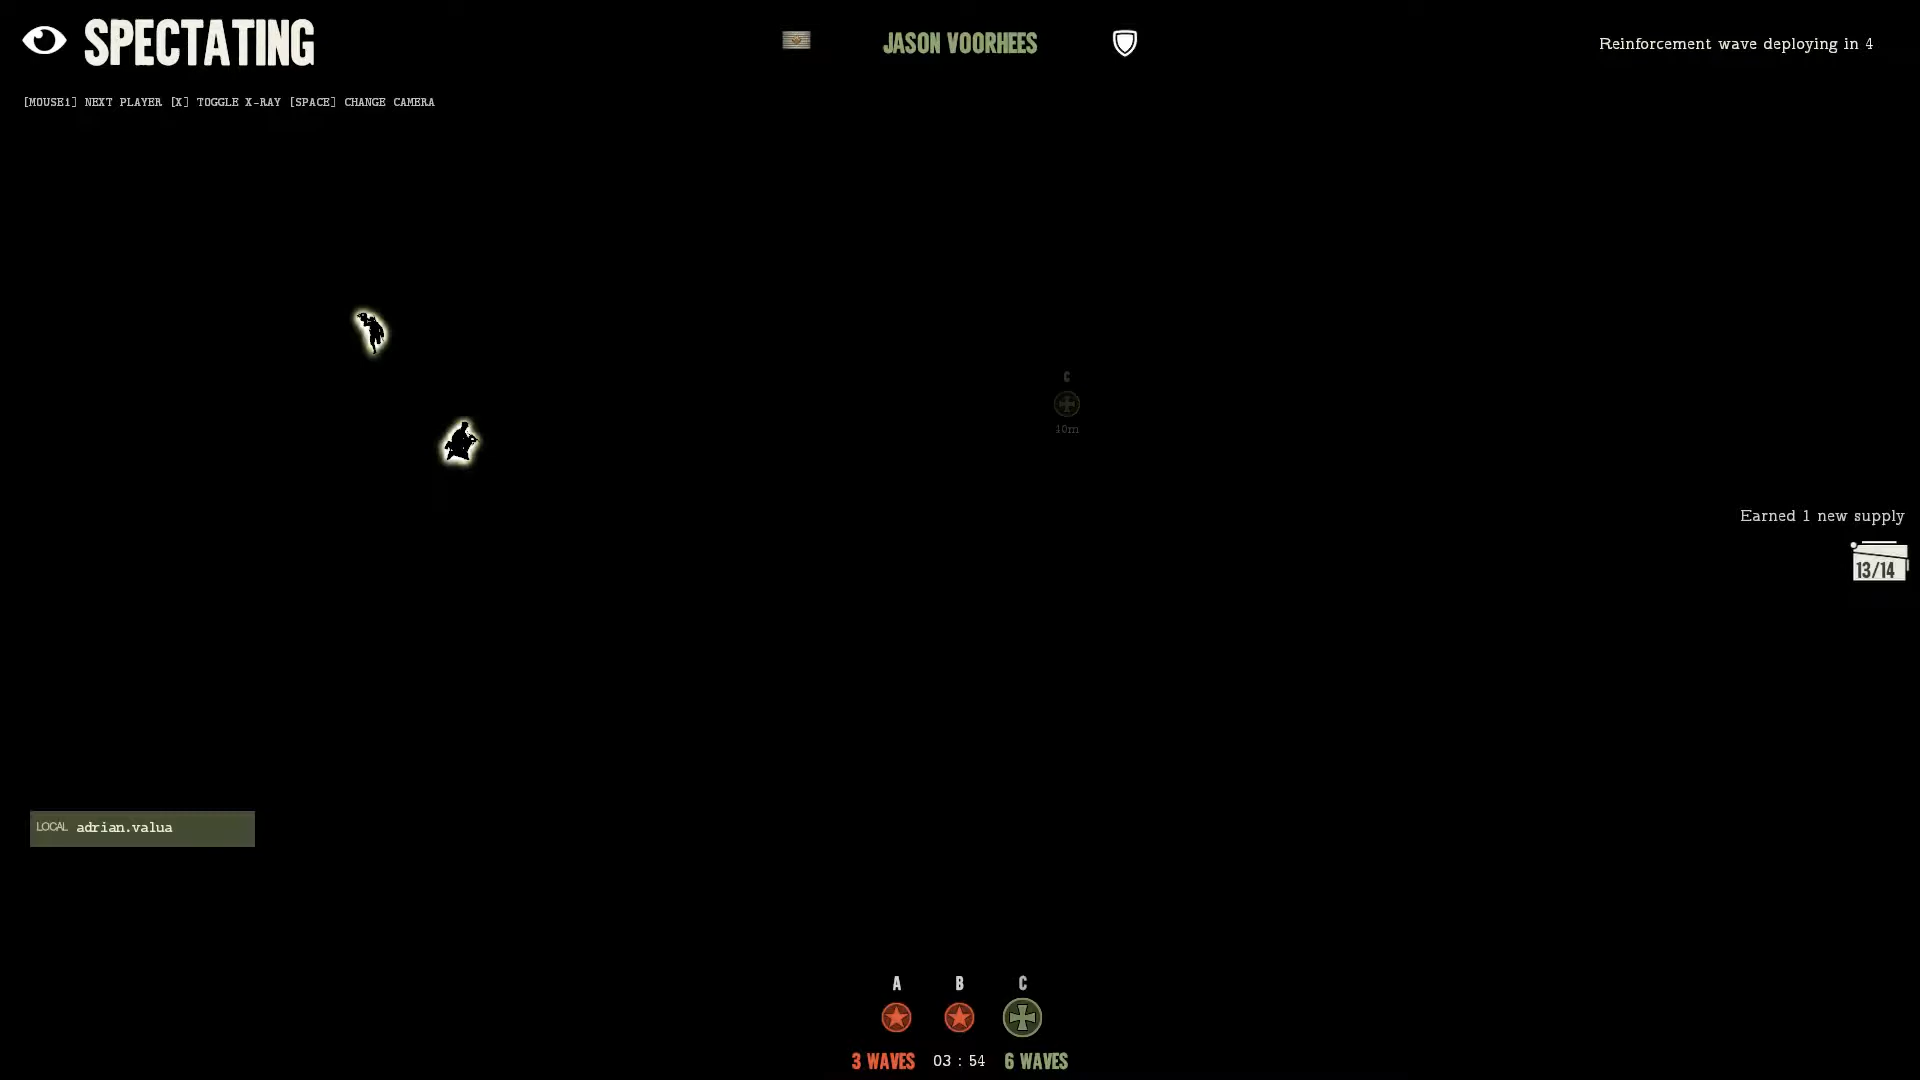 SPECTATING
JASON VOORHEES
Reinforcement wave deploying in 4
[MOUSE1] NEXT PLAYER [X] TOGGLE X-RAY [SPACE] CHANGE CAMERA
C
10m
Earned 1 new supply
13/14
LOCAL adrian.valua
A B C
3 WAVES 03 : 54 6 WAVES